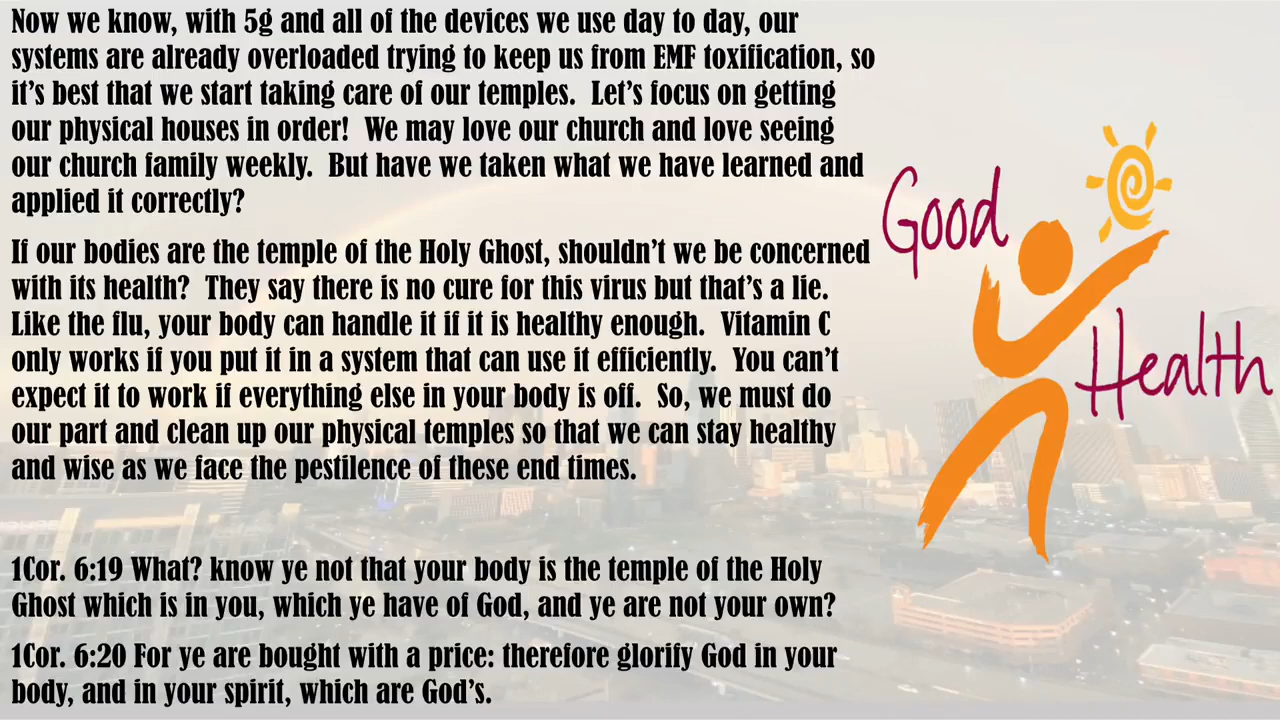 Now we know, with 5g and all of the devices we use day to day, our
systems are already overloaded trying to keep us from EMF toxification, so
it's best that we start taking care of our temples.  Let's focus on getting
our physical houses in order!  We may love our church and love seeing
our church family weekly.  But have we taken what we have learned and
applied it correctly?
If our bodies are the temple of the Holy Ghost, shouldn't we be concerned
with its health?  They say there is no cure for this virus but that's a lie.
Like the flu, your body can handle it if it is healthy enough.  Vitamin C
only works if you put it in a system that can use it efficiently.  You can't
expect it to work if everything else in your body is off.  So, we must do
our part and clean up our physical temples so that we can stay healthy
and wise as we face the pestilence of these end times.
1Cor. 6:19 What? know ye not that your body is the temple of the Holy
Ghost which is in you, which ye have of God, and ye are not your own?
1Cor. 6:20 For ye are bought with a price: therefore glorify God in your
body, and in your spirit, which are God's.
Good
Health